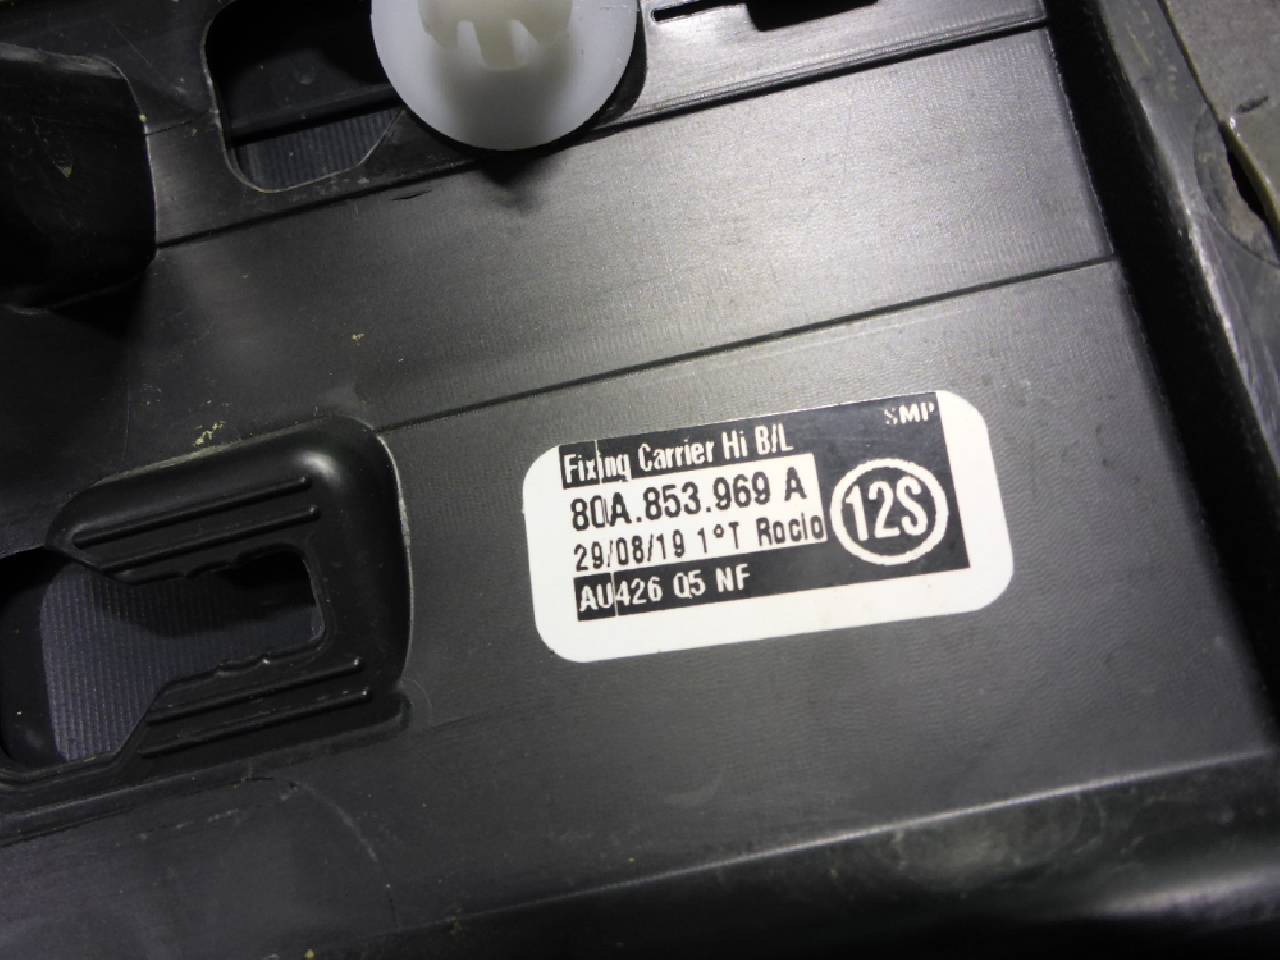 SMP
Fixing Carrier Hi B/L
80A.853.969 A
12S
29/08/19 1°T Rocio
AU426 Q5 NF